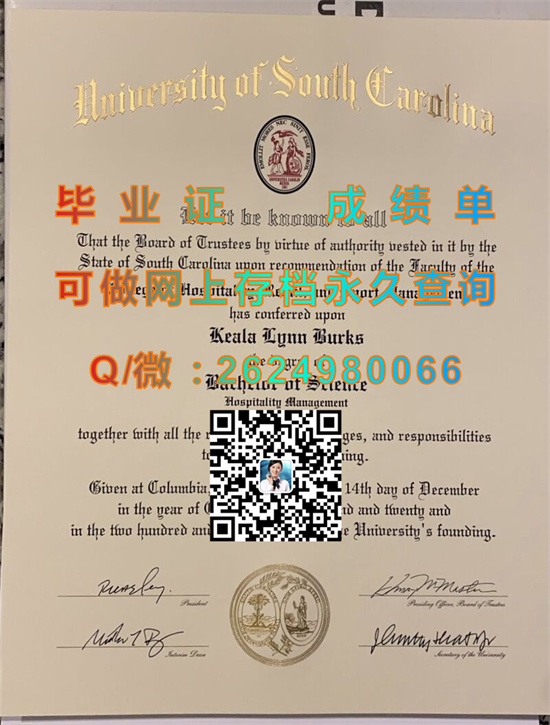 University of South Carolina
毕业证 成绩单
it be known all
That the Board of Trustees by virtue of authority vested in it by the
State of South Carolina upon recommendation of the Faculty of the
可做网上存档永久查询
has conferred upon
Keala Lynn Burks
Q/微：2624980066
Bachelor of Science
Hospitality Management
together with all the ges, and responsibilities
Given at Columbia, 14th day of December
in the year of nd and twenty and
in the two hundred and e University's founding.
President
Presiding Officer, Board of Trustees
Interim Dean
Secretary of the University